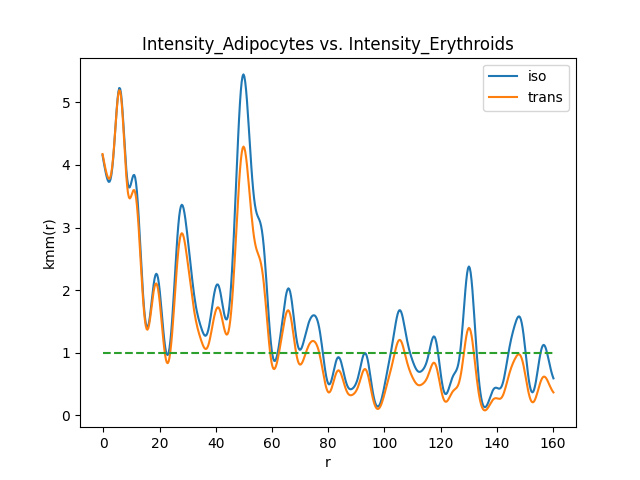 Intensity_Adipocytes vs. Intensity_Erythroids
iso
trans
kmm(r)
5
4
3
2
1
0
0 20 40 60 80 100 120 140 160
r